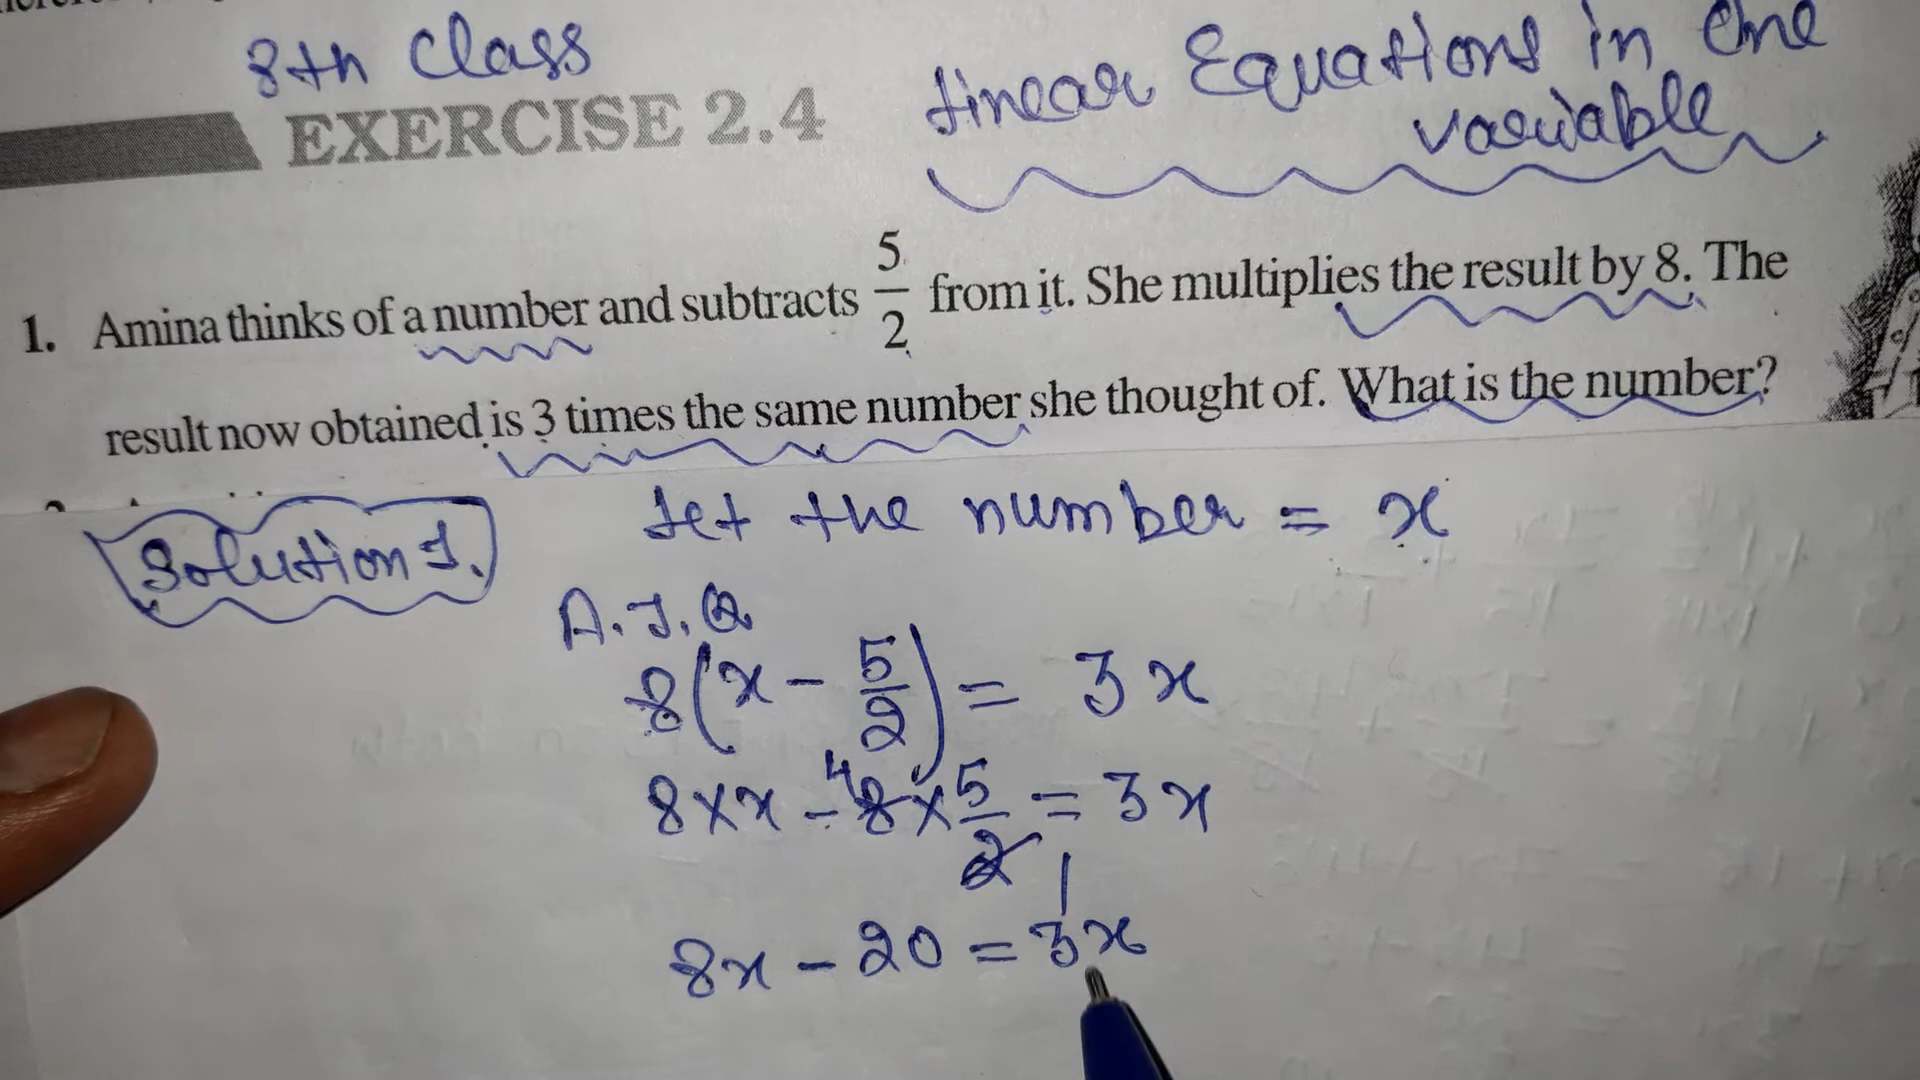 8th Class
Linear Equations in One
variable
EXERCISE 2.4
1. Amina thinks of a number and subtracts 5/2 from it. She multiplies the result by 8. The
result now obtained is 3 times the same number she thought of. What is the number?
Solution 1.
Let the number = x
A.T.Q
8(x - 5/2) = 3x
8×x - 8×5/2 = 3x
4
1
8x - 20 = 3x